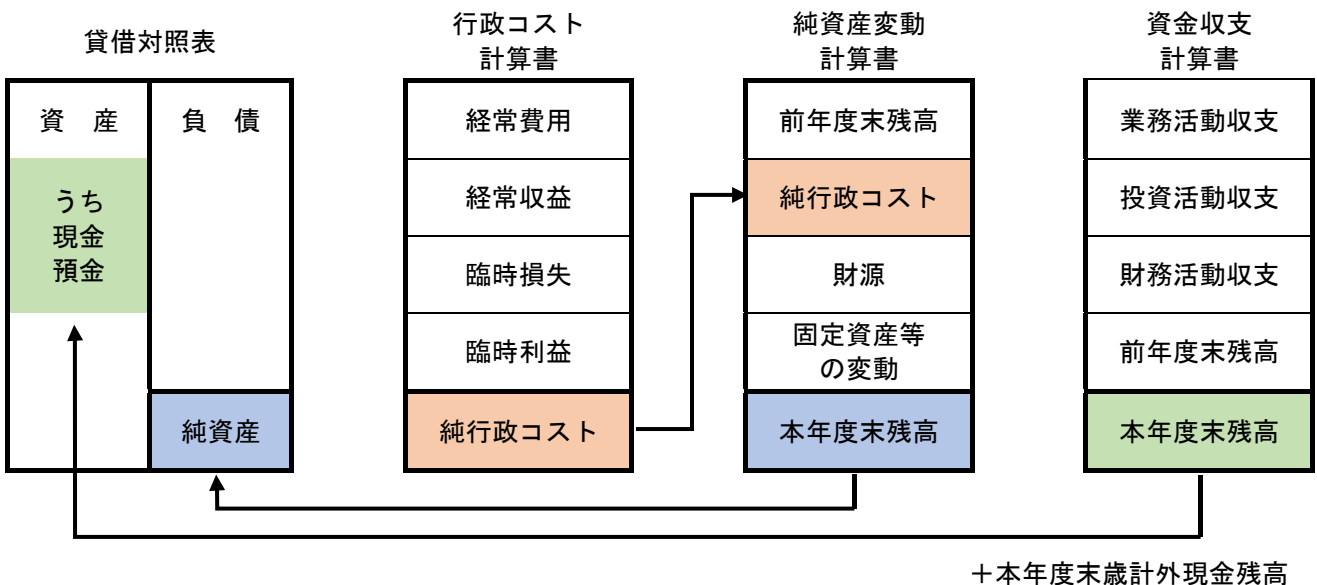 貸借対照表
資　産
負　債
うち
現金
預金
純資産
行政コスト
計算書
経常費用
経常収益
臨時損失
臨時利益
純行政コスト
純資産変動
計算書
前年度末残高
純行政コスト
財源
固定資産等
の変動
本年度末残高
資金収支
計算書
業務活動収支
投資活動収支
財務活動収支
前年度末残高
本年度末残高
＋本年度末歳計外現金残高